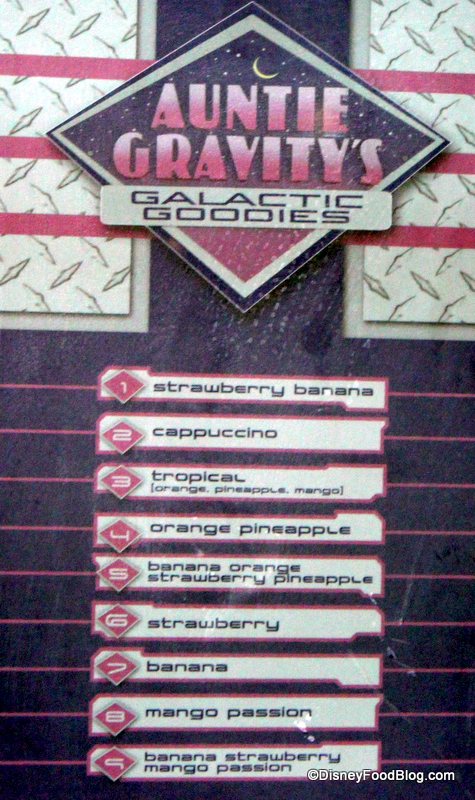 AUNTIE
GRAVITY'S
GALACTIC
GOODIES
1 strawberry banana
2 cappuccino
3 tropical
[orange, pineapple, mango]
4 orange pineapple
5 banana orange
strawberry pineapple
6 strawberry
7 banana
8 mango passion
9 banana strawberry
mango passion
©DisneyFoodBlog.com